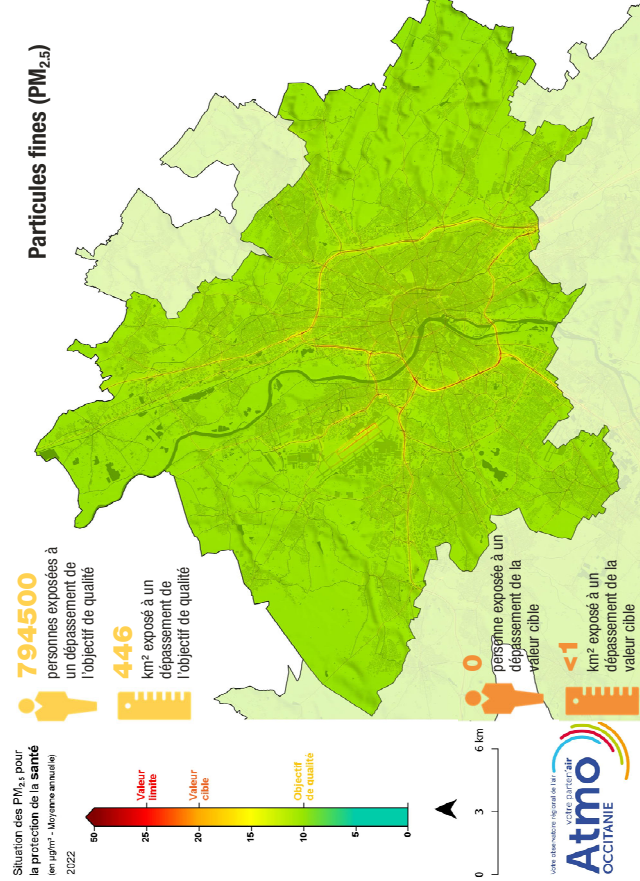 Particules fines (PM2.5)
794500
personnes exposées à
un dépassement de
l'objectif de qualité
446
km² exposé à un
dépassement de
l'objectif de qualité
0
personne exposée à un
dépassement de la
valeur cible
<1
km² exposé à un
dépassement de la
valeur cible
Situation des PM2.5 pour
la protection de la santé
(en µg/m³ - Moyenne annuelle)
2022
50
25
20
15
10
5
0
Valeur
limite
Valeur
cible
Objectif
de qualité
0
3
6 km
Votre observatoire régional de l'air
votre parten'air
Atmo
OCCITANIE